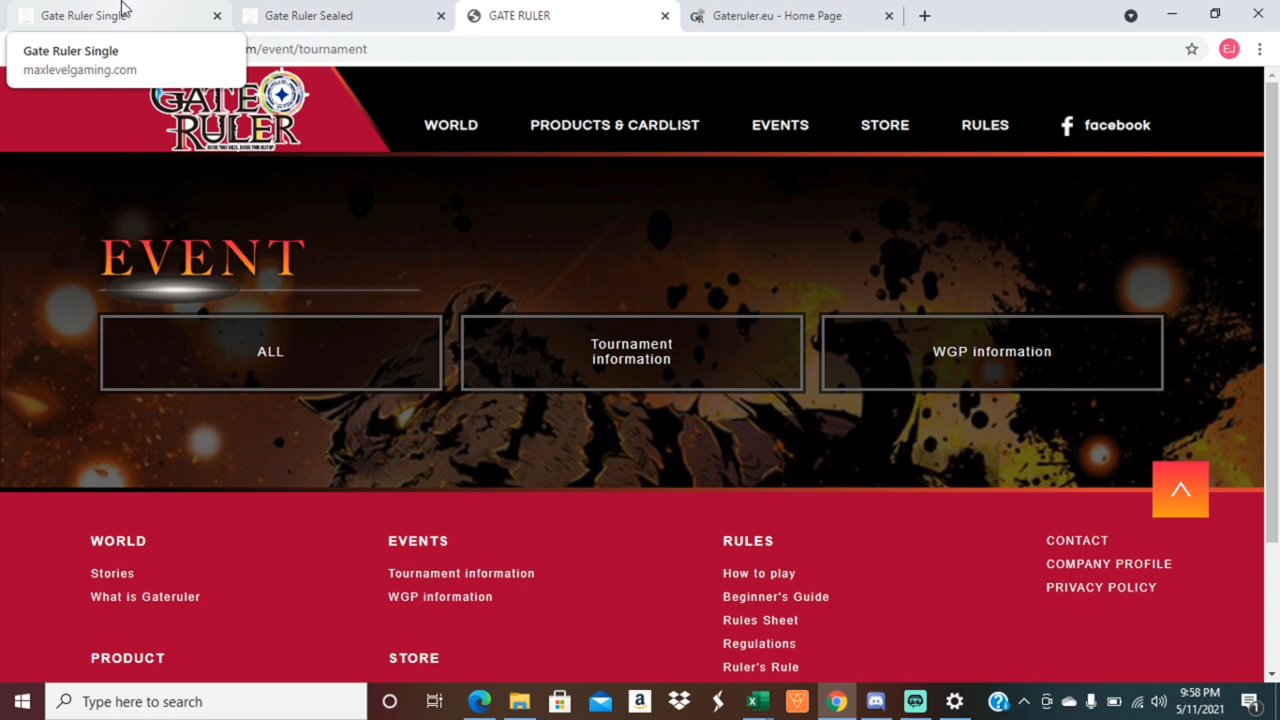 Gate Ruler Single
Gate Ruler Sealed
GATE RULER
Gateruler.eu - Home Page
Gate Ruler Single
maxlevelgaming.com
m/event/tournament
EJ
GATE RULER
WORLD
PRODUCTS & CARDLIST
EVENTS
STORE
RULES
facebook
EVENT
ALL
Tournament
information
WGP information
WORLD
Stories
What is Gateruler
PRODUCT
EVENTS
Tournament information
WGP information
STORE
RULES
How to play
Beginner's Guide
Rules Sheet
Regulations
Ruler's Rule
CONTACT
COMPANY PROFILE
PRIVACY POLICY
Type here to search
9:58 PM
5/11/2021
1